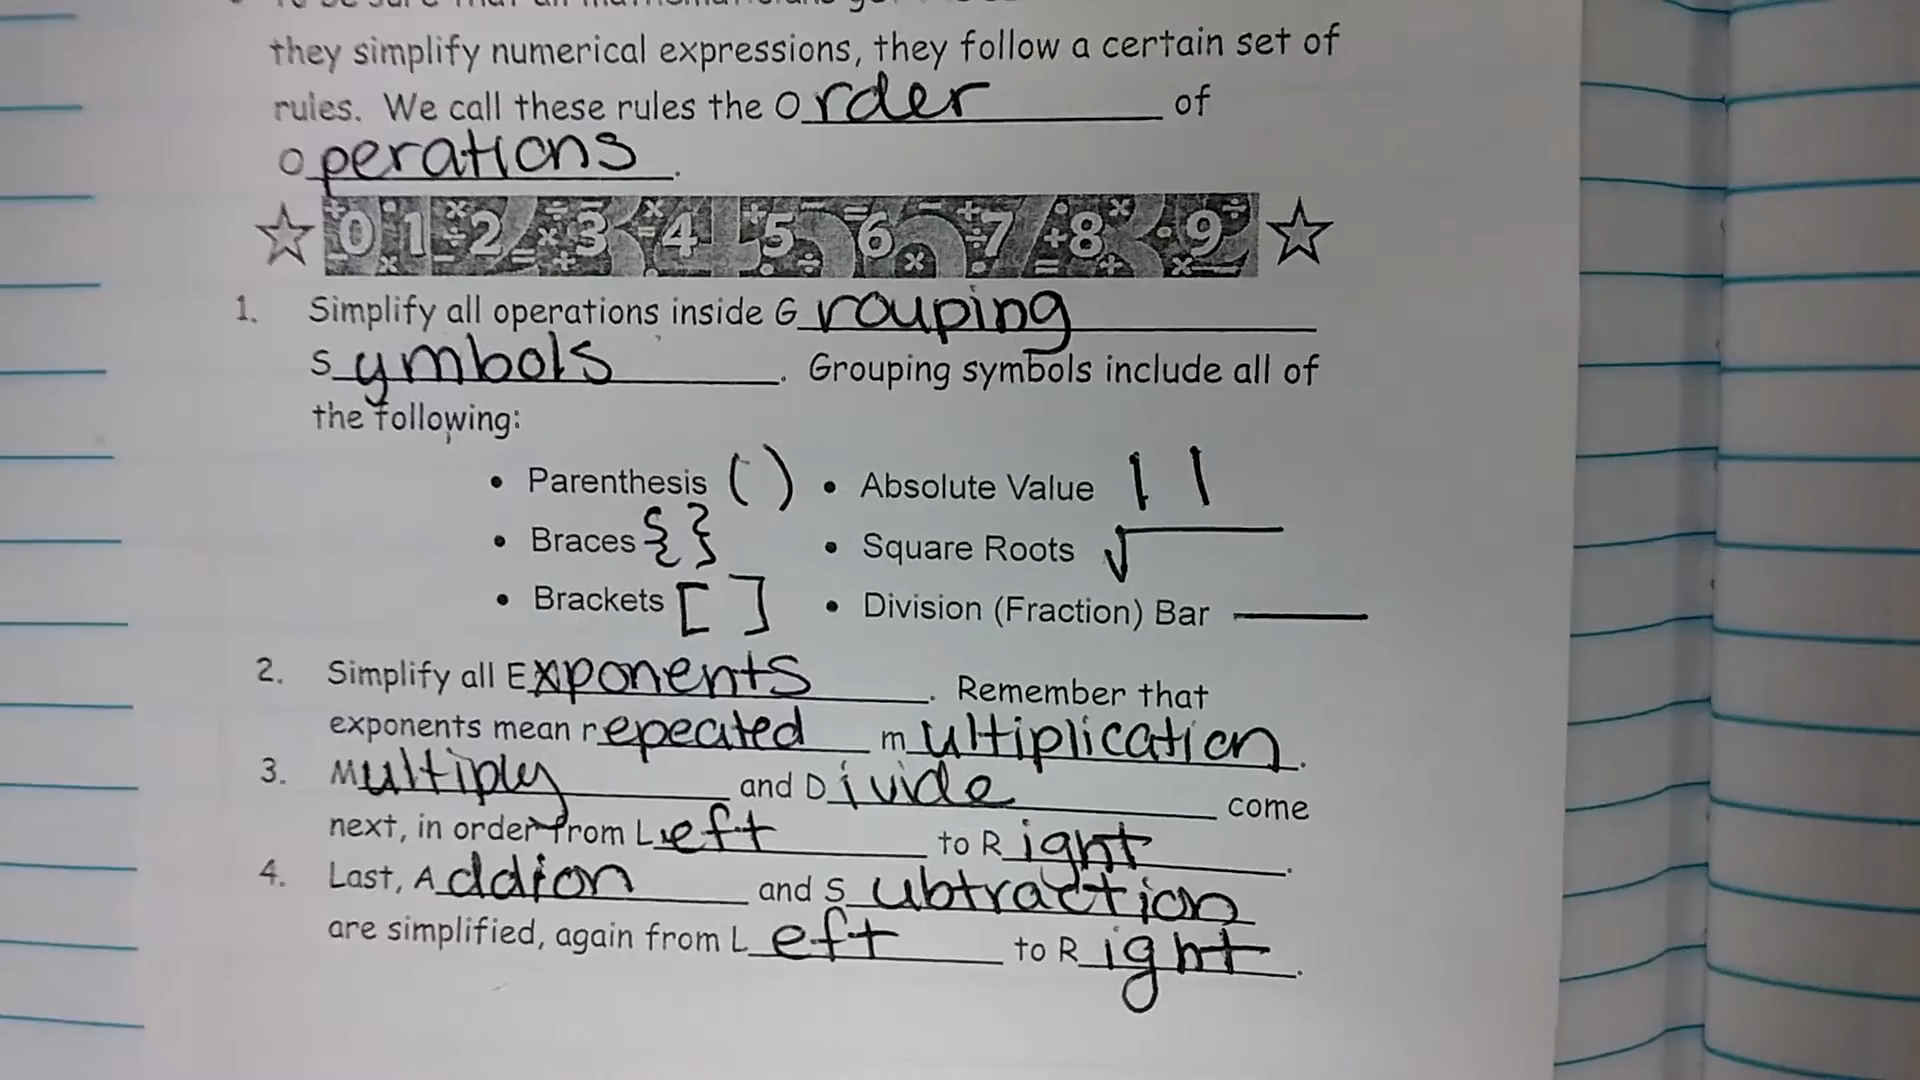 they simplify numerical expressions, they follow a certain set of
rules. We call these rules the Order of
Operations.
0 1 2 3 4 5 6 7 8 9
1. Simplify all operations inside Grouping
Symbols. Grouping symbols include all of
the following:
• Parenthesis ( ) • Absolute Value | |
• Braces { } • Square Roots √
• Brackets [ ] • Division (Fraction) Bar —
2. Simplify all Exponents. Remember that
exponents mean repeated multiplication.
3. Multiply and Divide come
next, in order from Left to Right.
4. Last, Addion and Subtraction
are simplified, again from Left to Right.